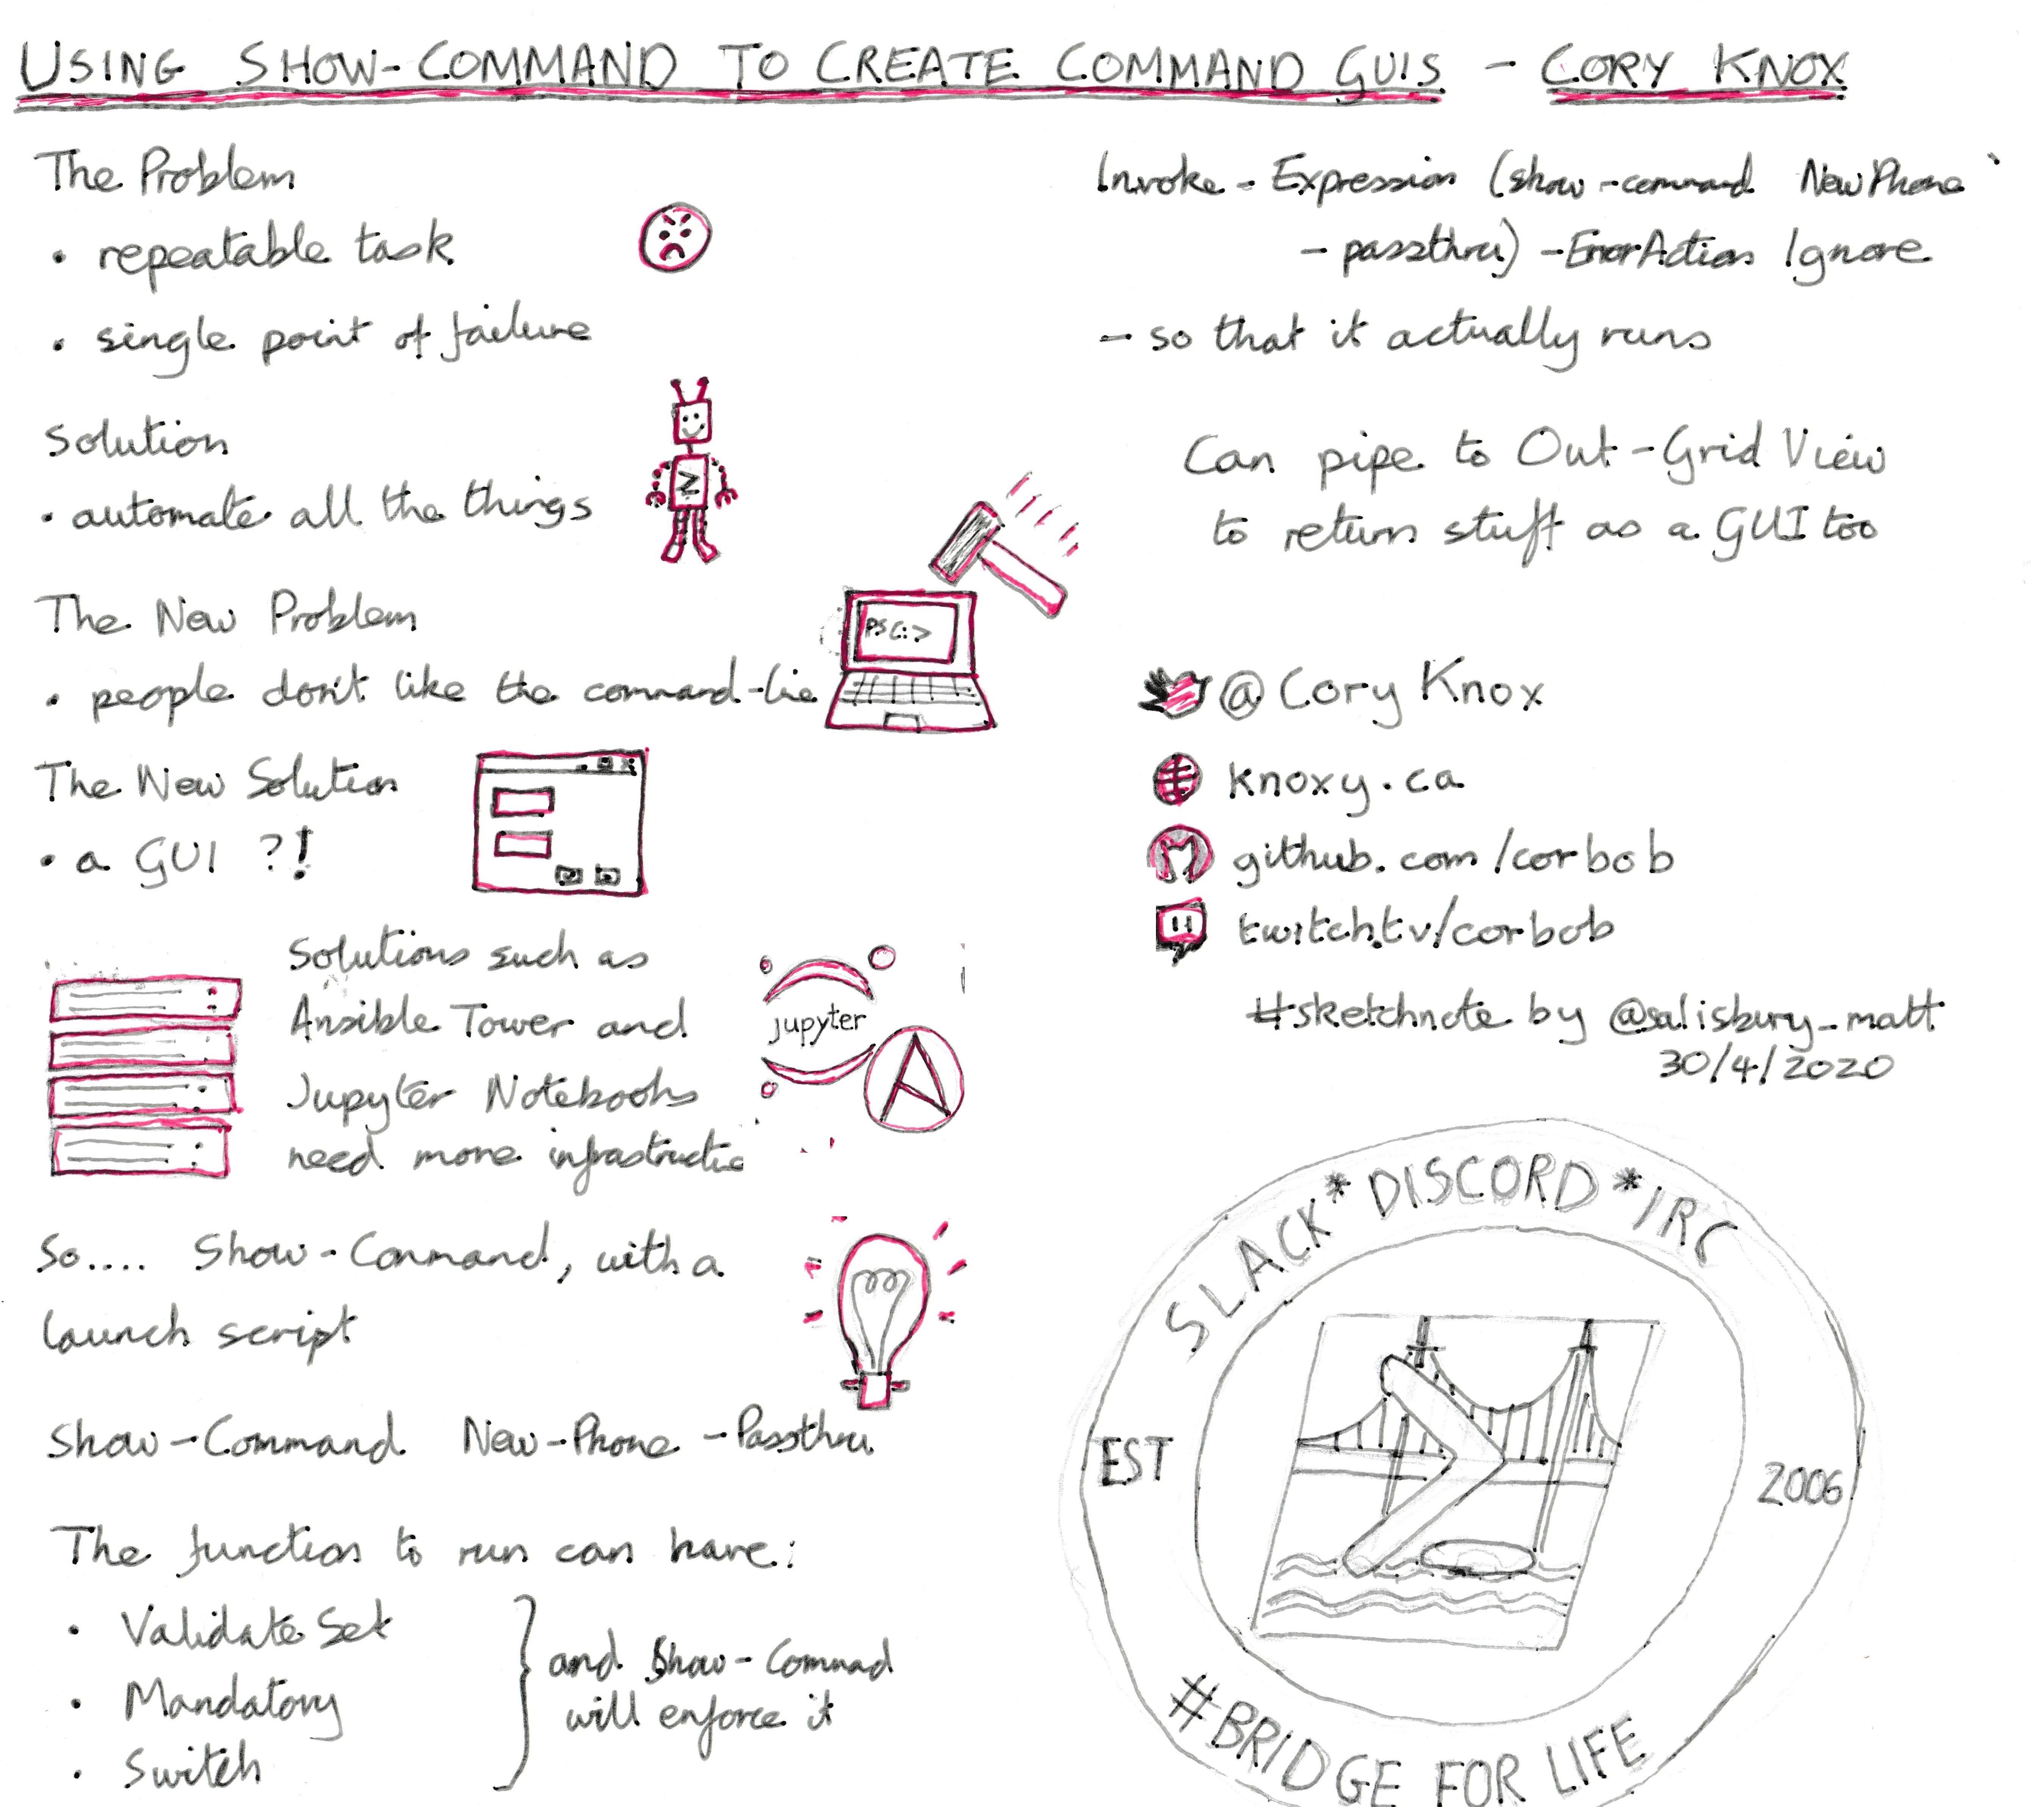 USING SHOW-COMMAND TO CREATE COMMAND GUIS - CORY KNOX
The Problem
• repeatable task
• single point of failure
Solution
• automate all the things
The New Problem
• people don't like the command-lie
PS C:>
The New Solution
• a GUI ?!
Solutions such as
Ansible Tower and
Jupyter Notebooks
need more infrastructure
jupyter
A
So.... Show-Command, with a
launch script
Show-Command New-Phone -Passthru
The function to run can have:
• Validate Set
• Mandatory
• Switch
and Show-Commad
will enforce it
Invoke-Expression (show-command NewPhone `
-passthru) -ErrorAction Ignore
- so that it actually runs
Can pipe to Out-Grid View
to return stuff as a GUI too
@Cory Knox
knoxy.ca
github.com/corbob
twitch.tv/corbob
#sketchnote by @salisbury_matt
30/4/2020
SLACK*DISCORD*IRC
EST
2006
#BRIDGE FOR LIFE